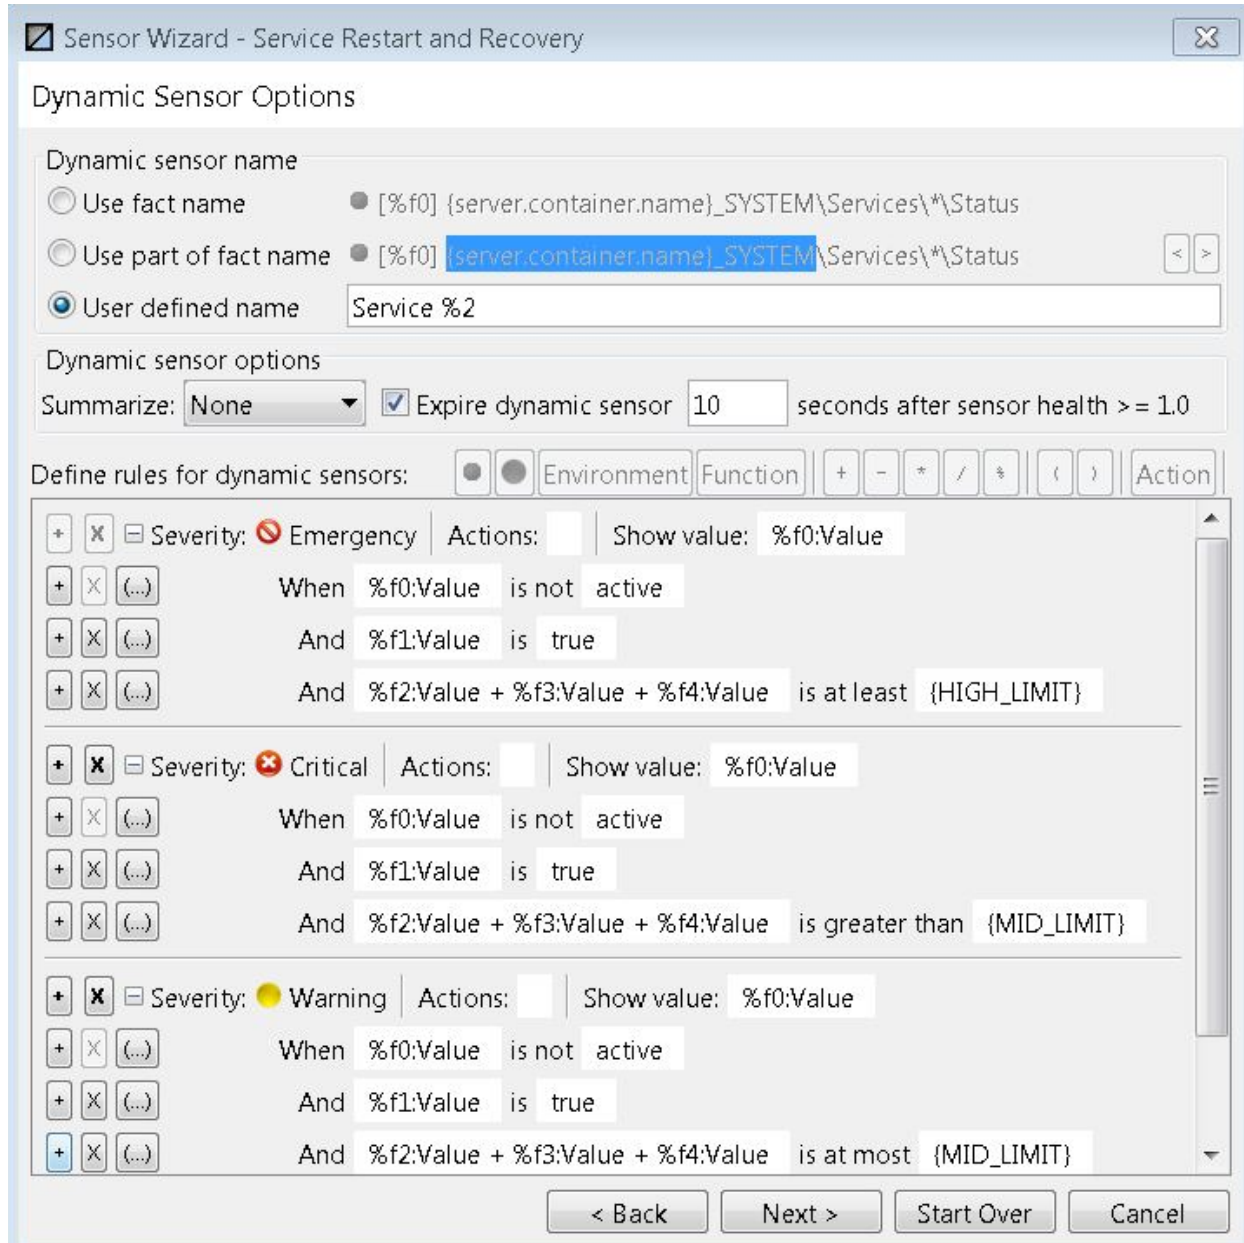 Sensor Wizard - Service Restart and Recovery
Dynamic Sensor Options
Dynamic sensor name
Use fact name [%f0] {server.container.name}_SYSTEM\Services\*\Status
Use part of fact name [%f0] {server.container.name}_SYSTEM\Services\*\Status < >
User defined name Service %2
Dynamic sensor options
Summarize: None Expire dynamic sensor 10 seconds after sensor health >= 1.0
Define rules for dynamic sensors: Environment Function + - * / % ( ) Action
+ X Severity: Emergency Actions: Show value: %f0:Value
+ X (...) When %f0:Value is not active
+ X (...) And %f1:Value is true
+ X (...) And %f2:Value + %f3:Value + %f4:Value is at least {HIGH_LIMIT}
+ X Severity: Critical Actions: Show value: %f0:Value
+ X (...) When %f0:Value is not active
+ X (...) And %f1:Value is true
+ X (...) And %f2:Value + %f3:Value + %f4:Value is greater than {MID_LIMIT}
+ X Severity: Warning Actions: Show value: %f0:Value
+ X (...) When %f0:Value is not active
+ X (...) And %f1:Value is true
+ X (...) And %f2:Value + %f3:Value + %f4:Value is at most {MID_LIMIT}
< Back Next > Start Over Cancel